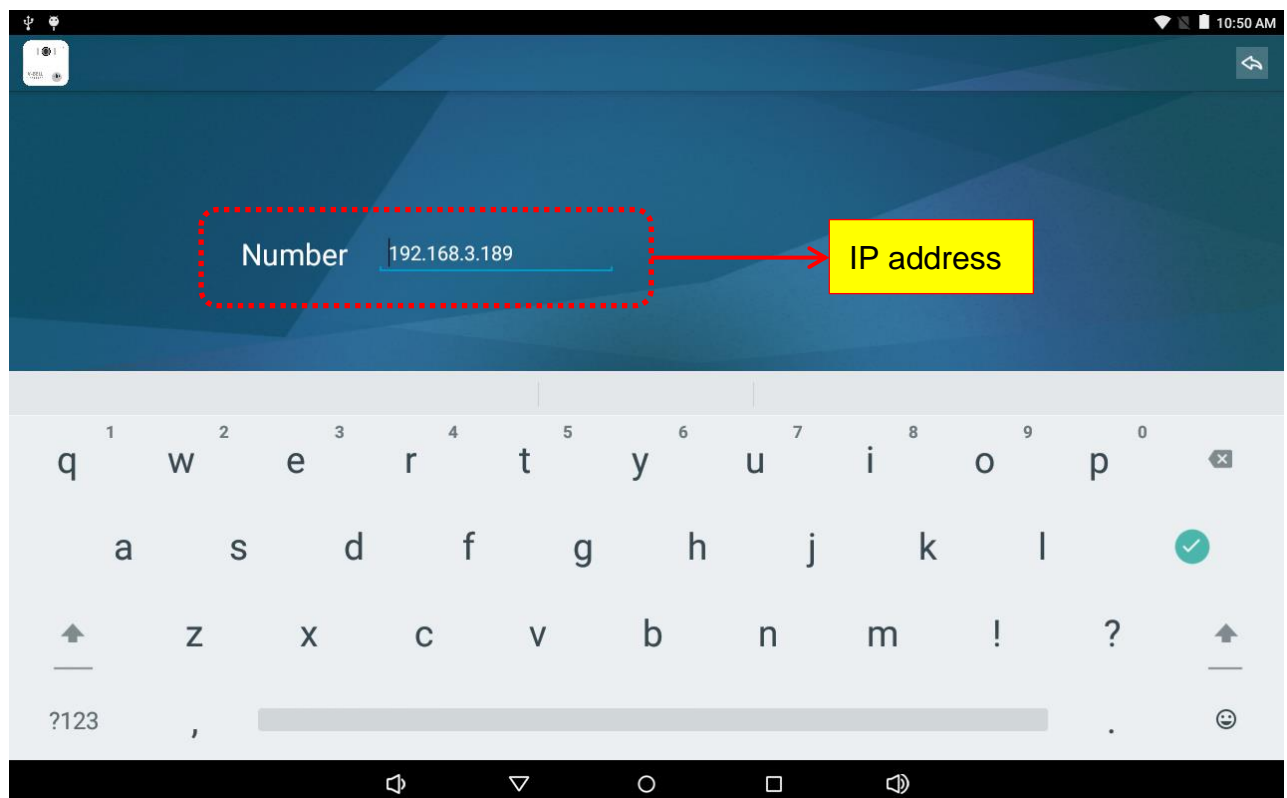 10:50 AM
Number 192.168.3.189
IP address
1 2 3 4 5 6 7 8 9 0
q w e r t y u i o p
a s d f g h j k l
z x c v b n m ! ?
?123 , .